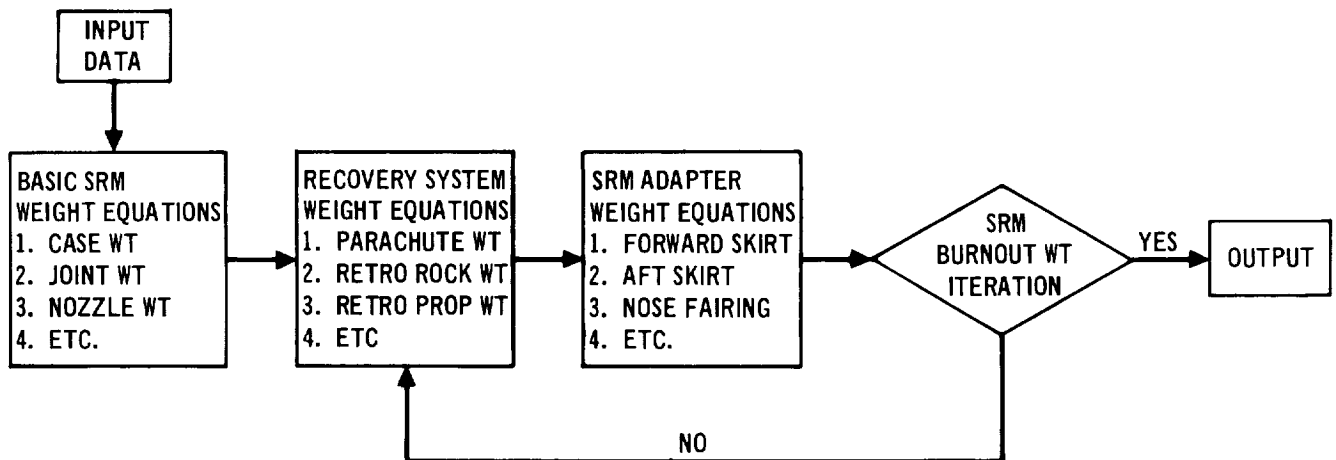 INPUT
DATA
BASIC SRM
WEIGHT EQUATIONS
1. CASE WT
2. JOINT WT
3. NOZZLE WT
4. ETC.
RECOVERY SYSTEM
WEIGHT EQUATIONS
1. PARACHUTE WT
2. RETRO ROCK WT
3. RETRO PROP WT
4. ETC
SRM ADAPTER
WEIGHT EQUATIONS
1. FORWARD SKIRT
2. AFT SKIRT
3. NOSE FAIRING
4. ETC.
SRM
BURNOUT WT
ITERATION
YES
OUTPUT
NO